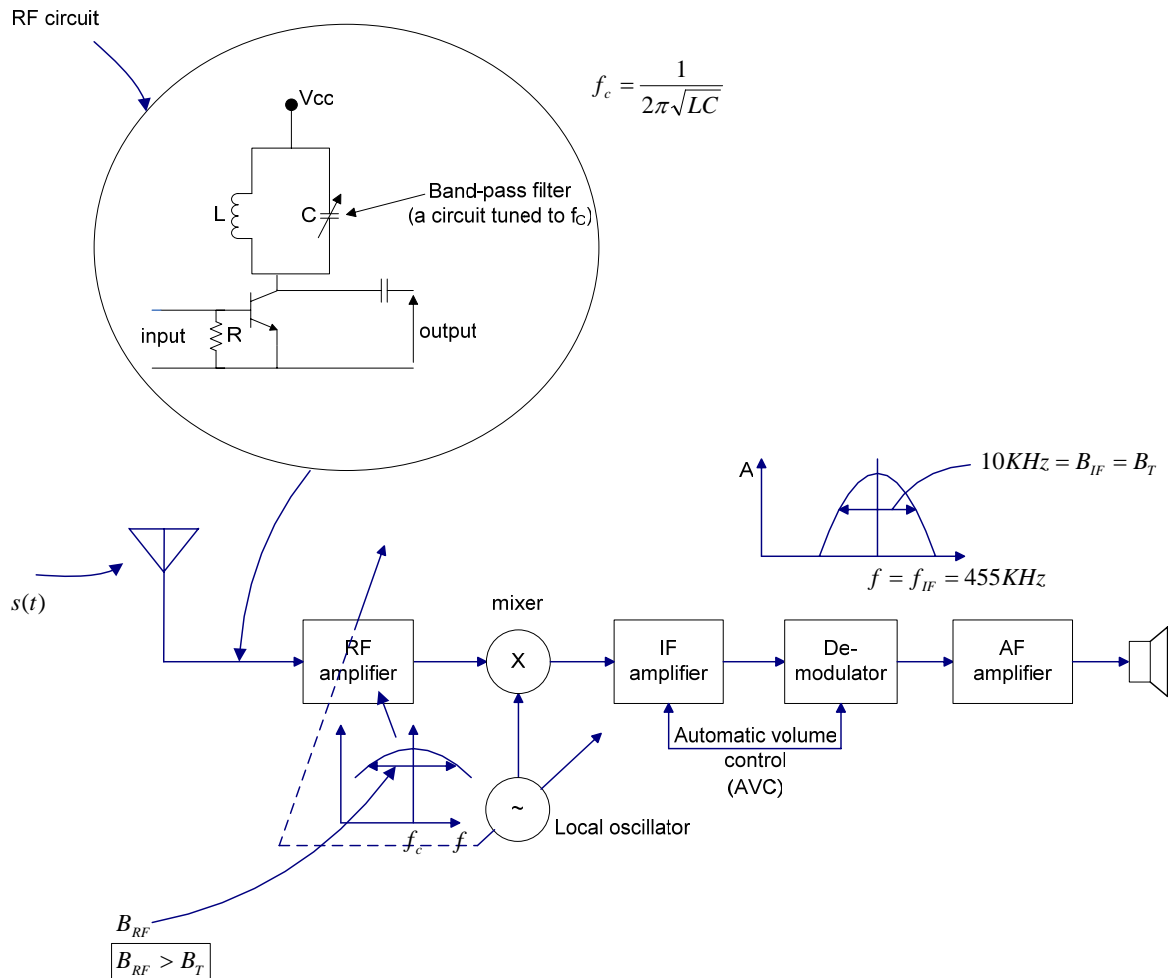 RF circuit
f_c = 1 / 2π√LC
Vcc
L
C
Band-pass filter
(a circuit tuned to fC)
input
R
output
A
10KHz = B_IF = B_T
f = f_IF = 455KHz
s(t)
mixer
RF
amplifier
X
IF
amplifier
De-
modulator
AF
amplifier
Automatic volume
control
(AVC)
~
Local oscillator
f_c
f
B_RF
B_RF > B_T